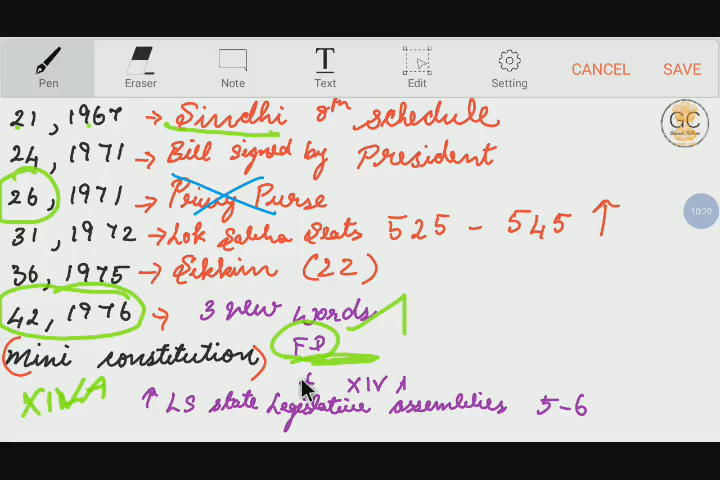 Pen Eraser Note Text Edit Setting CANCEL SAVE
21, 1967 → Sindhi 8th schedule
GC
24, 1971 → Bill signed by President
26, 1971 → Privy Purse
10:20
31, 1972 → Lok Sabha Seats 525 - 545 ↑
36, 1975 → Sikkim (22)
42, 1976 → 3 new words
(Mini constitution) FD
XIVA
XIVA
↑ LS state Legislative assemblies 5-6